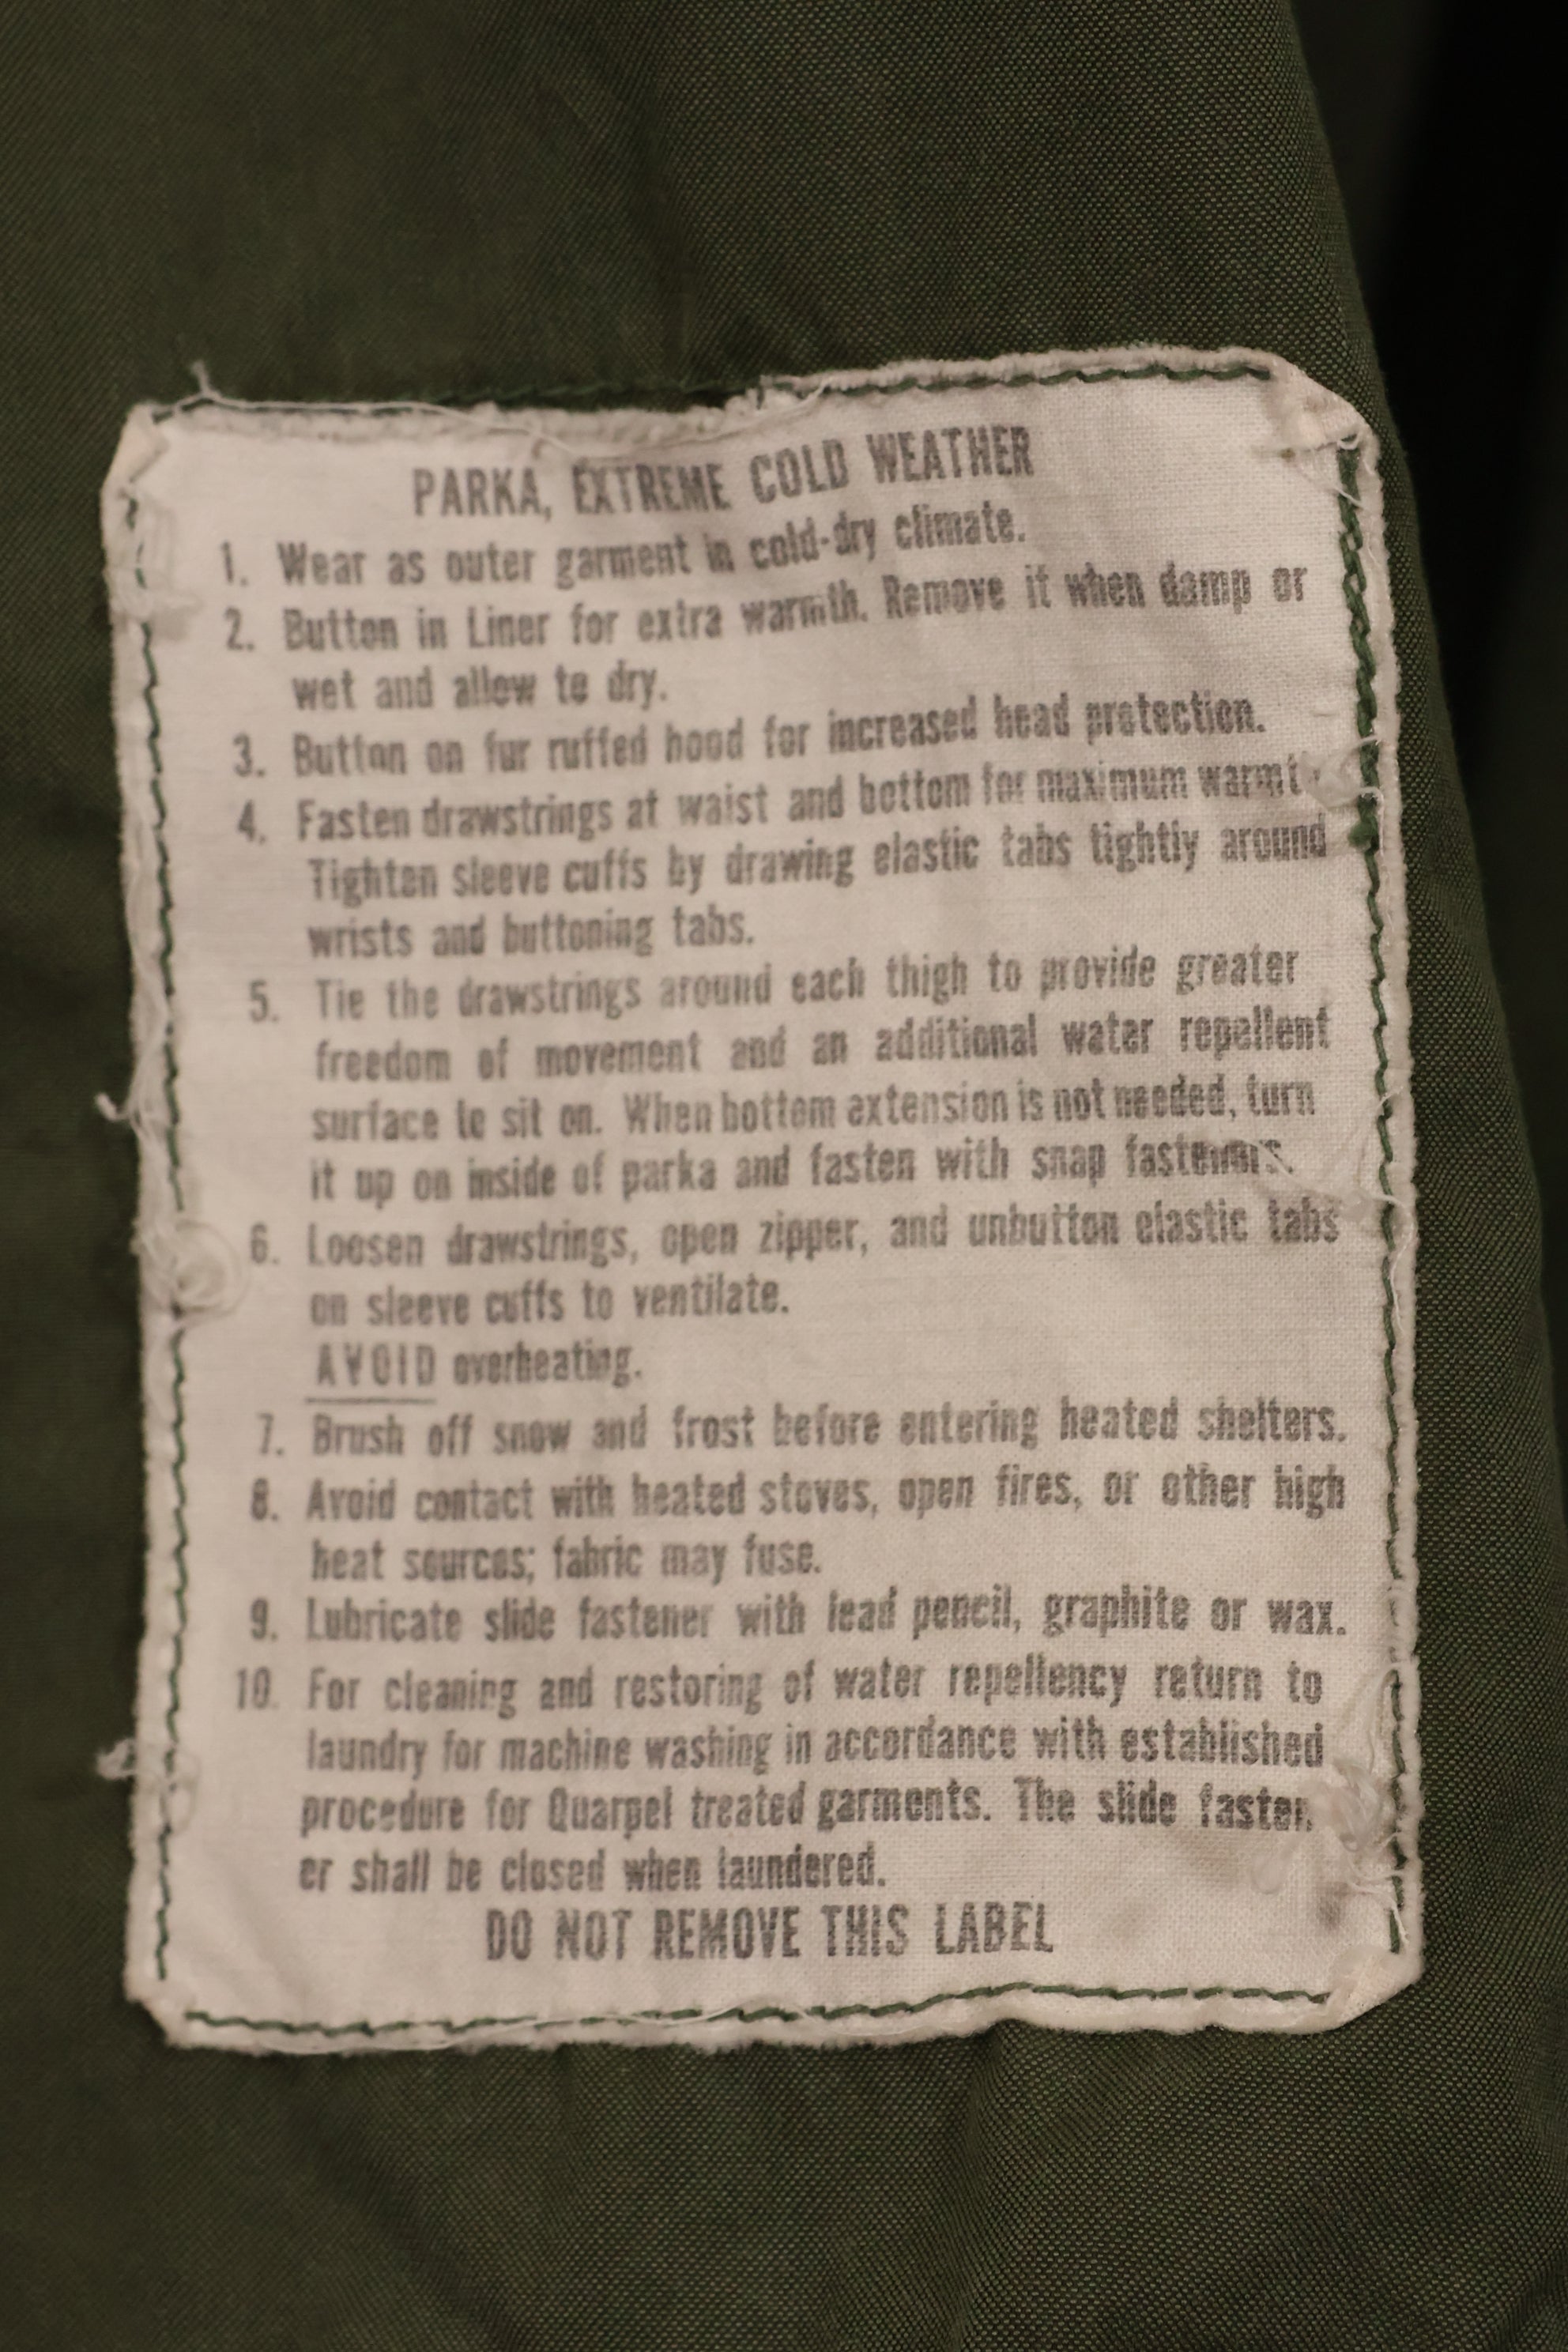 PARKA, EXTREME COLD WEATHER
1. Wear as outer garment in cold-dry climate.
2. Button in Liner for extra warmth. Remove it when damp or
wet and allow to dry.
3. Button on fur ruffed hood for increased head protection.
4. Fasten drawstrings at waist and bottom for maximum warmth
Tighten sleeve cuffs by drawing elastic tabs tightly around
wrists and buttoning tabs.
5. Tie the drawstrings around each thigh to provide greater
freedom of movement and an additional water repellent
surface to sit on. When bottom extension is not needed, turn
it up on inside of parka and fasten with snap fasteners.
6. Loosen drawstrings, open zipper, and unbutton elastic tabs
on sleeve cuffs to ventilate.
AVOID overheating.
7. Brush off snow and frost before entering heated shelters.
8. Avoid contact with heated stoves, open fires, or other high
heat sources; fabric may fuse.
9. Lubricate slide fastener with lead pencil, graphite or wax.
10. For cleaning and restoring of water repellency return to
laundry for machine washing in accordance with established
procedure for Quarpel treated garments. The slide fasten
er shall be closed when laundered.
DO NOT REMOVE THIS LABEL